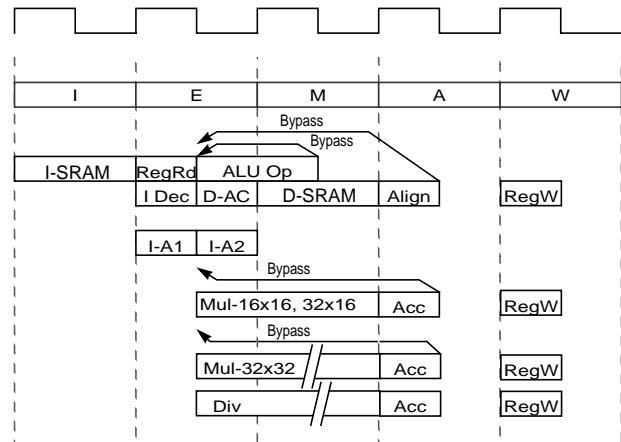 I E M A W
Bypass
Bypass
I-SRAM RegRd ALU Op
I Dec D-AC D-SRAM Align RegW
I-A1 I-A2
Bypass
Mul-16x16, 32x16 Acc RegW
Bypass
Mul-32x32 Acc RegW
Div Acc RegW